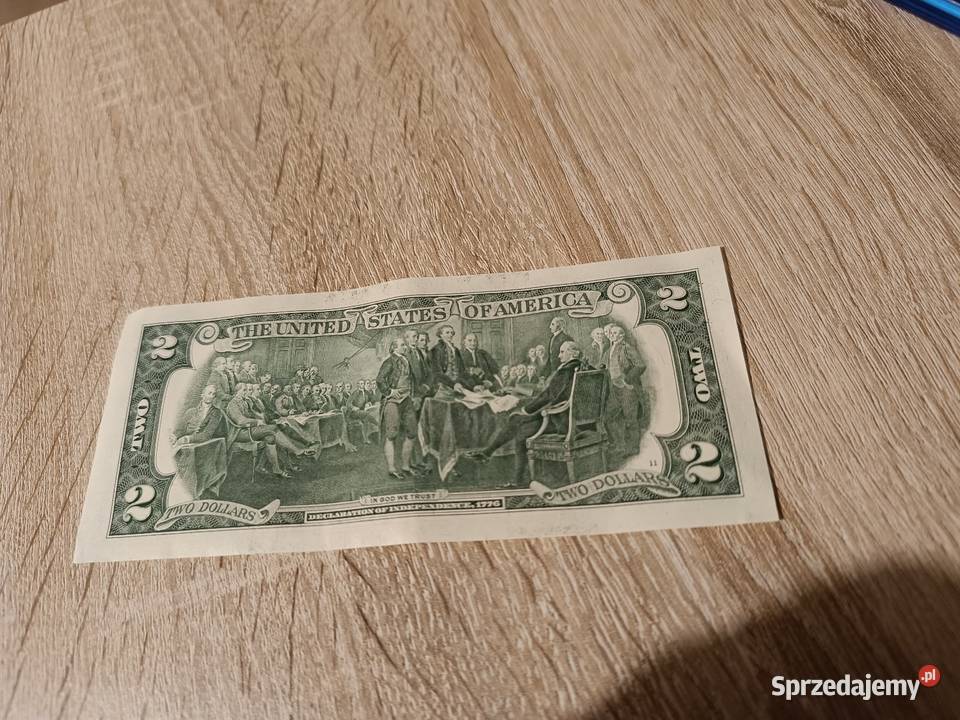 THE UNITED STATES OF AMERICA
2
2
TWO
TWO
2
2
11
TWO DOLLARS
IN GOD WE TRUST
TWO DOLLARS
DECLARATION OF INDEPENDENCE, 1776
Sprzedajemy.pl